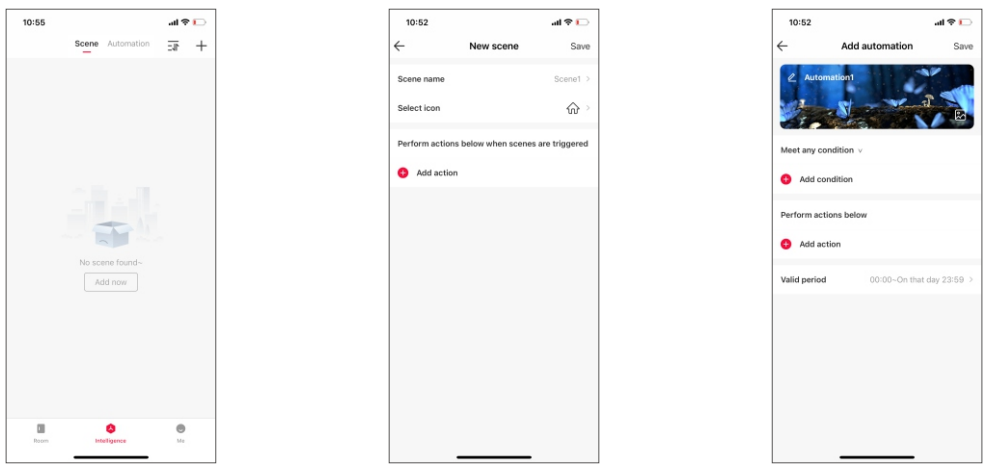 10:55
Scene Automation
No scene found~
Add now
Room Intelligence Me
10:52
New scene Save
Scene name Scene1
Select icon
Perform actions below when scenes are triggered
Add action
10:52
Add automation Save
Automation1
Meet any condition
Add condition
Perform actions below
Add action
Valid period 00:00~On that day 23:59